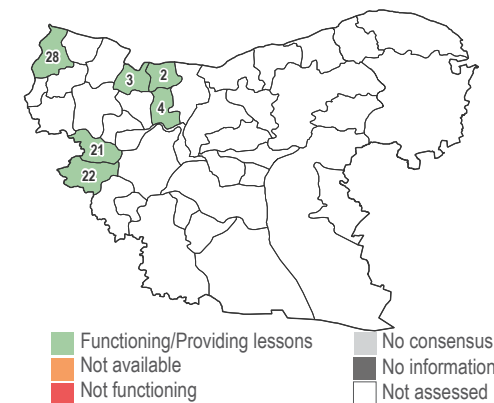 28
3
2
4
21
22
Functioning/Providing lessons
Not available
Not functioning
No consensus
No information
Not assessed